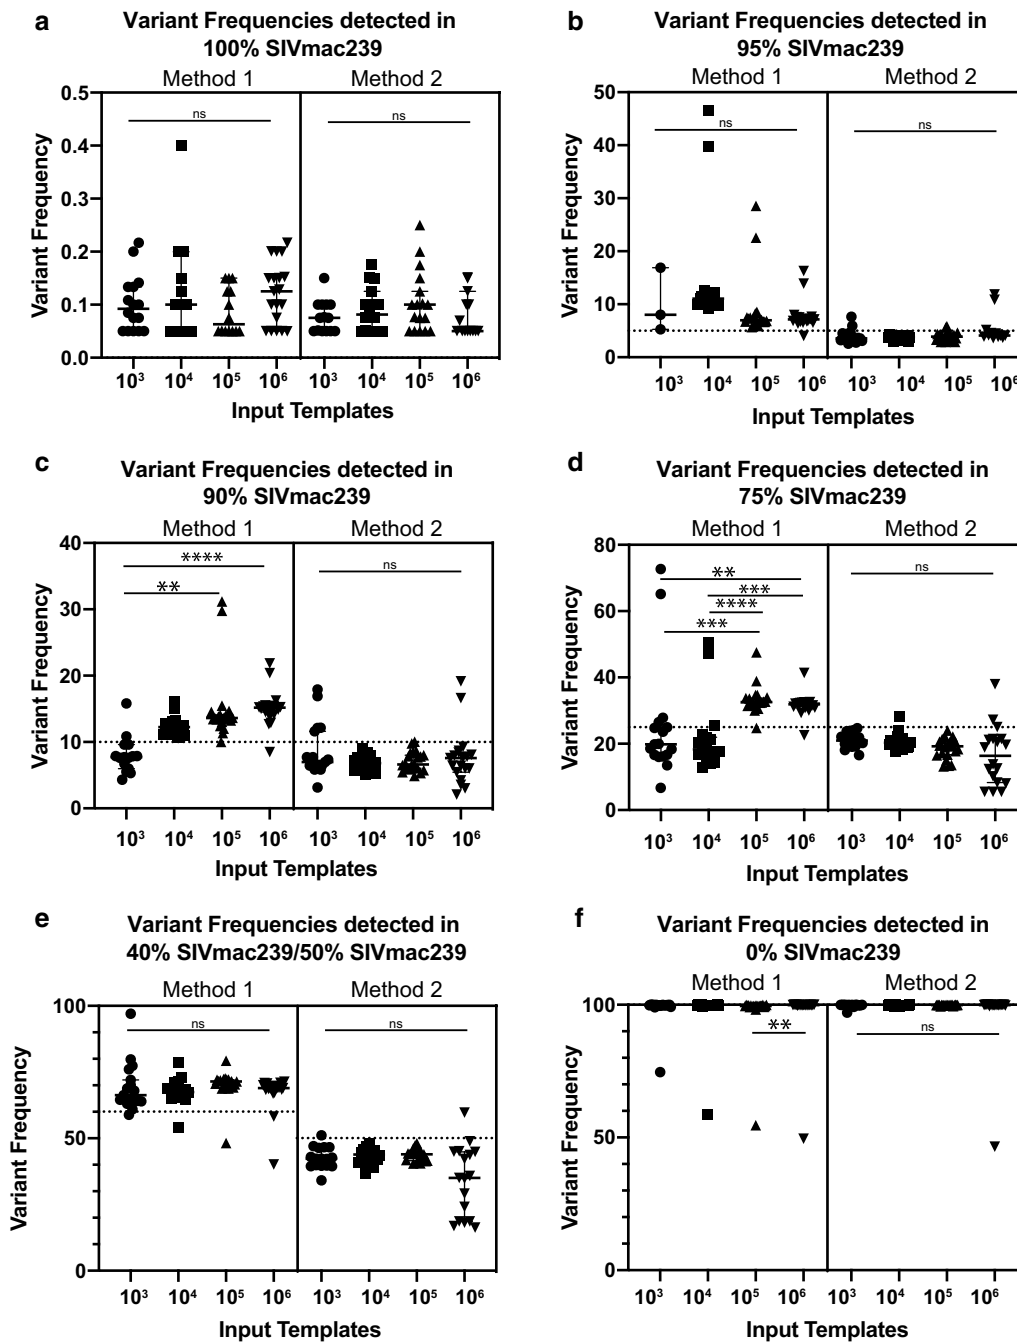 a
Variant Frequencies detected in
100% SIVmac239
Method 1 Method 2
Variant Frequency
0.5
0.4
0.3
0.2
0.1
0.0
ns ns
10³ 10⁴ 10⁵ 10⁶ 10³ 10⁴ 10⁵ 10⁶
Input Templates
b
Variant Frequencies detected in
95% SIVmac239
Method 1 Method 2
Variant Frequency
50
40
30
20
10
0
ns ns
10³ 10⁴ 10⁵ 10⁶ 10³ 10⁴ 10⁵ 10⁶
Input Templates
c
Variant Frequencies detected in
90% SIVmac239
Method 1 Method 2
Variant Frequency
40
30
20
10
0
****
**
ns
10³ 10⁴ 10⁵ 10⁶ 10³ 10⁴ 10⁵ 10⁶
Input Templates
d
Variant Frequencies detected in
75% SIVmac239
Method 1 Method 2
Variant Frequency
80
60
40
20
0
**
***
****
***
ns
10³ 10⁴ 10⁵ 10⁶ 10³ 10⁴ 10⁵ 10⁶
Input Templates
e
Variant Frequencies detected in
40% SIVmac239/50% SIVmac239
Method 1 Method 2
Variant Frequency
100
50
0
ns ns
10³ 10⁴ 10⁵ 10⁶ 10³ 10⁴ 10⁵ 10⁶
Input Templates
f
Variant Frequencies detected in
0% SIVmac239
Method 1 Method 2
Variant Frequency
100
50
0
**
ns
10³ 10⁴ 10⁵ 10⁶ 10³ 10⁴ 10⁵ 10⁶
Input Templates